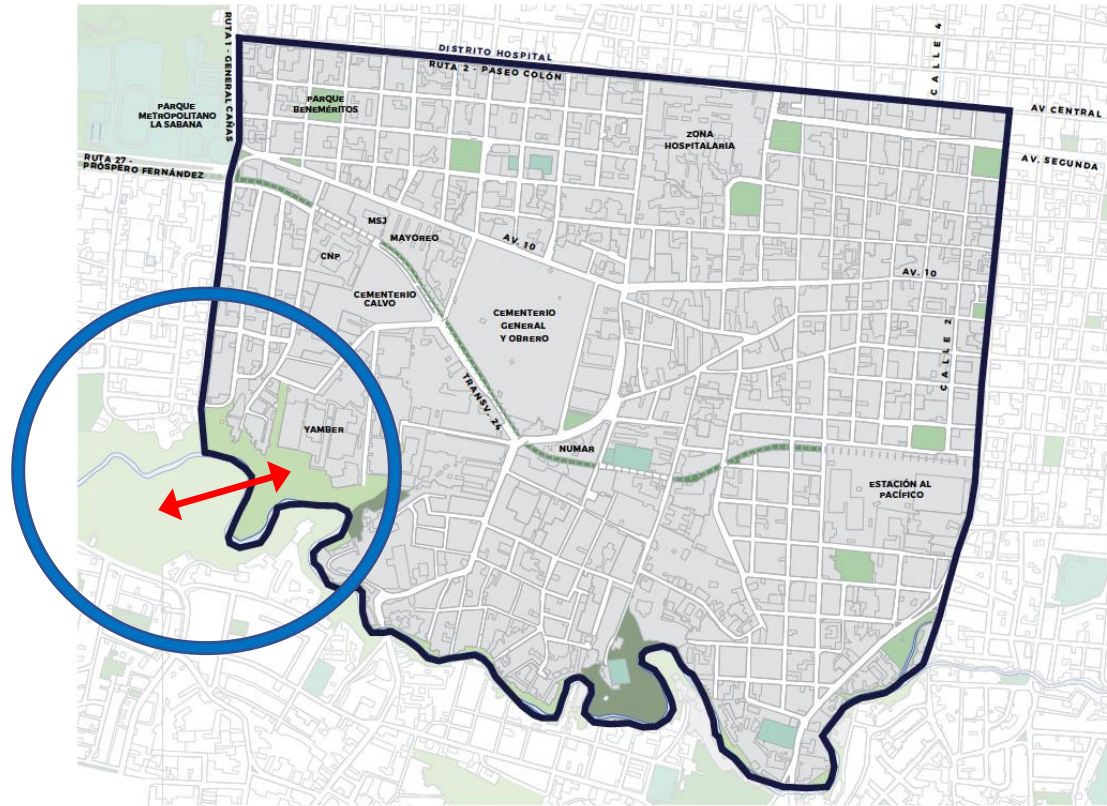 RUTA 1 - GENERAL CAÑAS
DISTRITO HOSPITAL
RUTA 2 - PASEO COLÓN
CALLE 4
AV CENTRAL
AV. SEGUNDA
PARQUE
METROPOLITANO
LA SABANA
PARQUE
BENEMÉRITOS
ZONA
HOSPITALARIA
RUTA 27 -
PRÓSPERO FERNÁNDEZ
MSJ
MAYOREO
AV. 10
CNP
AV. 10
CEMENTERIO
CALVO
CEMENTERIO
GENERAL
Y OBRERO
CALLE 2
TRANSV. 24
YAMBER
NUMAR
ESTACIÓN AL
PACÍFICO